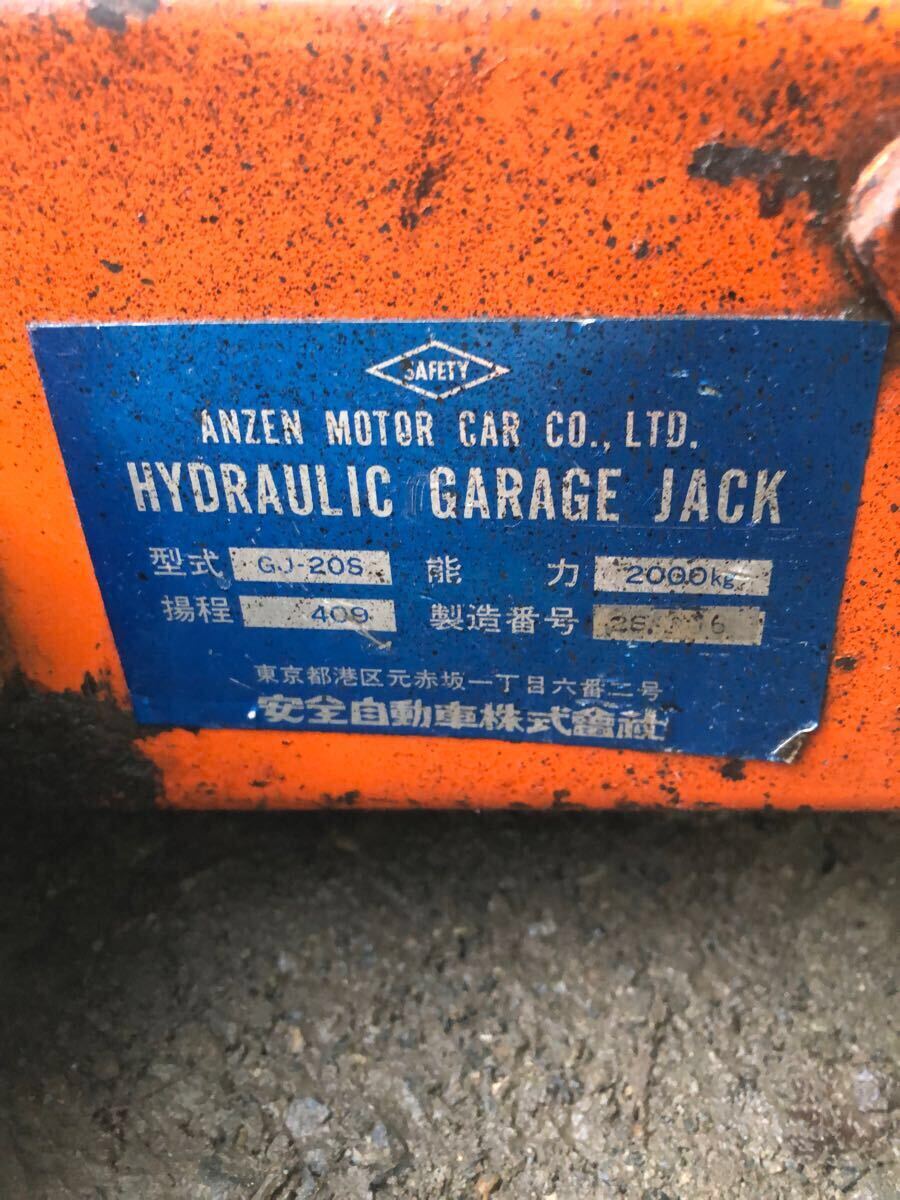 SAFETY
ANZEN MOTOR CAR CO., LTD.
HYDRAULIC GARAGE JACK
型式 GJ-20S 能力 2000kg
揚程 409 製造番号
東京都港区元赤坂一丁目六番二号
安全自動車株式會社